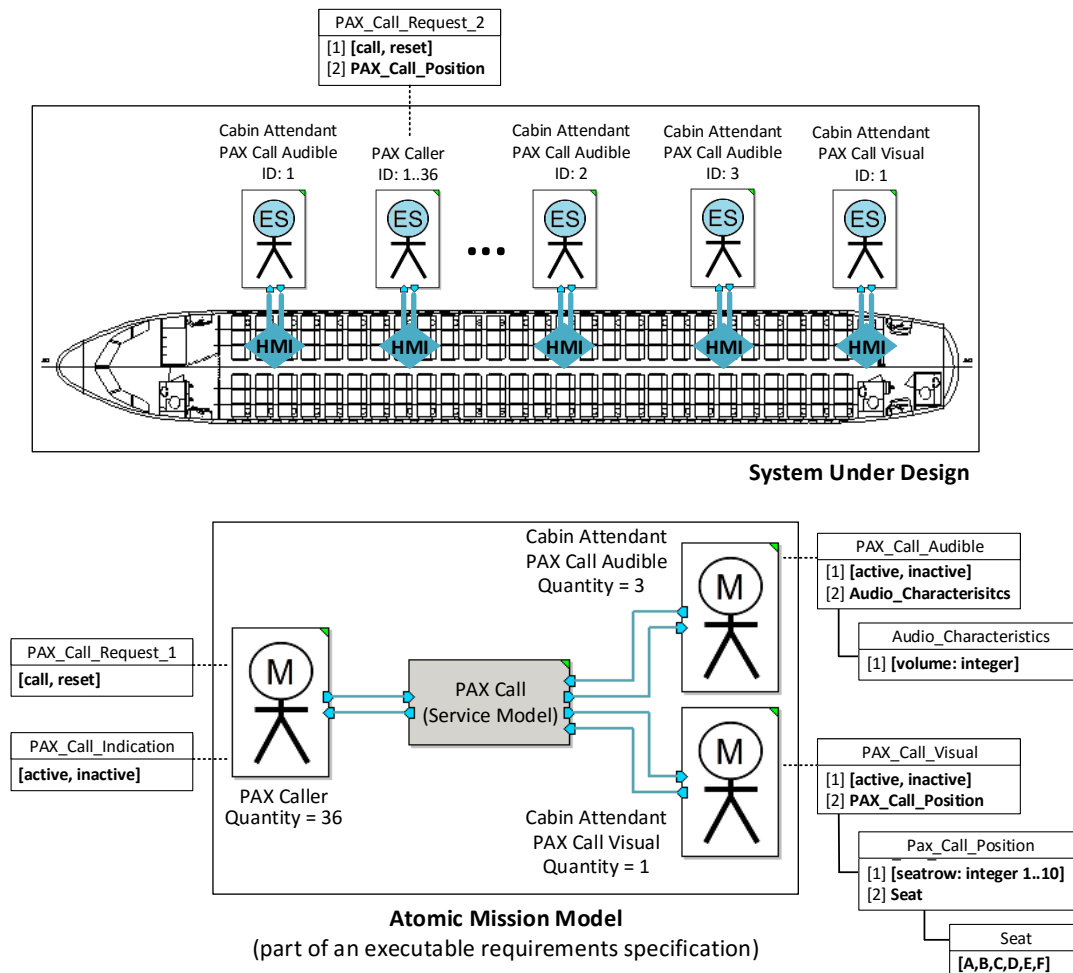 PAX_Call_Request_2
[1] [call, reset]
[2] PAX_Call_Position
Cabin Attendant
PAX Call Audible
ID: 1
PAX Caller
ID: 1..36
Cabin Attendant
PAX Call Audible
ID: 2
Cabin Attendant
PAX Call Audible
ID: 3
Cabin Attendant
PAX Call Visual
ID: 1
ES
ES
ES
ES
ES
...
HMI
HMI
HMI
HMI
HMI
System Under Design
Cabin Attendant
PAX Call Audible
Quantity = 3
M
PAX_Call_Audible
[1] [active, inactive]
[2] Audio_Characterisitcs
Audio_Characteristics
[1] [volume: integer]
PAX_Call_Request_1
[call, reset]
PAX_Call_Indication
[active, inactive]
M
PAX Caller
Quantity = 36
PAX Call
(Service Model)
M
Cabin Attendant
PAX Call Visual
Quantity = 1
PAX_Call_Visual
[1] [active, inactive]
[2] PAX_Call_Position
Pax_Call_Position
[1] [seatrow: integer 1..10]
[2] Seat
Seat
[A,B,C,D,E,F]
Atomic Mission Model
(part of an executable requirements specification)